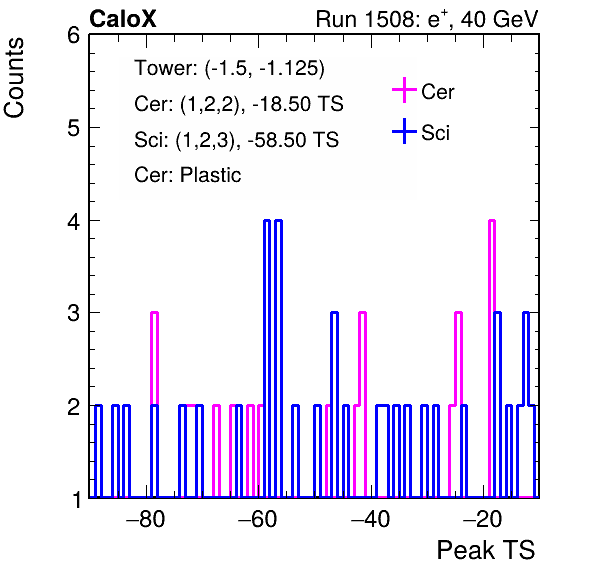 CaloX Run 1508: e⁺, 40 GeV
Counts
6
Tower: (-1.5, -1.125)
Cer: (1,2,2), -18.50 TS
Sci: (1,2,3), -58.50 TS
Cer: Plastic
Cer
Sci
5
4
3
2
1
−80 −60 −40 −20
Peak TS